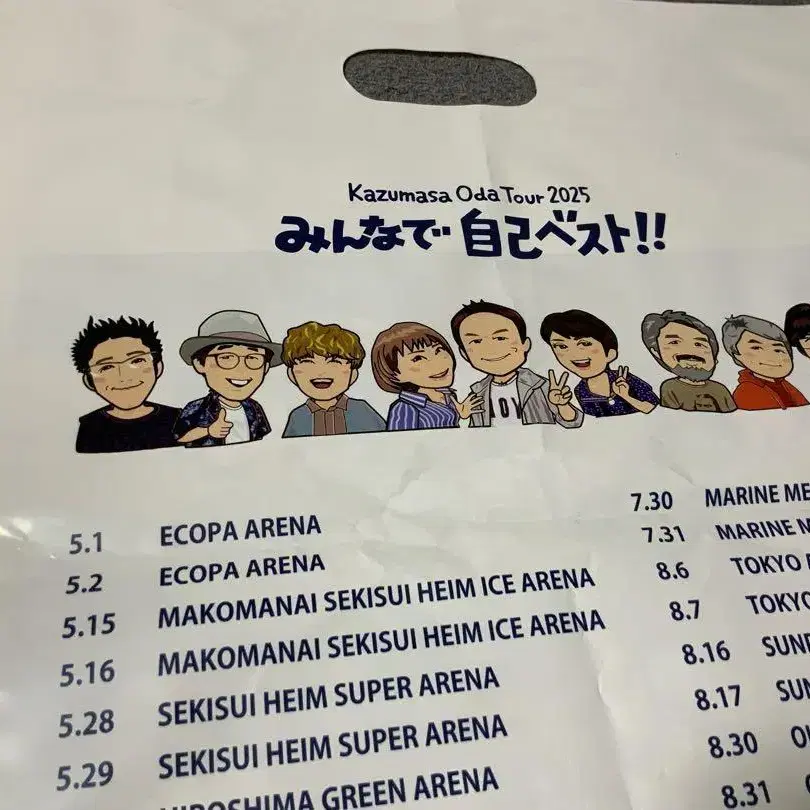 Kazumasa Oda Tour 2025
みんなで 自己ベスト!!
5.1 ECOPA ARENA
5.2 ECOPA ARENA
5.15 MAKOMANAI SEKISUI HEIM ICE ARENA
5.16 MAKOMANAI SEKISUI HEIM ICE ARENA
5.28 SEKISUI HEIM SUPER ARENA
5.29 SEKISUI HEIM SUPER ARENA
HIROSHIMA GREEN ARENA
7.30 MARINE ME
7.31 MARINE
8.6 TOKYO
8.7 TOKYO
8.16 SUN
8.17 SUN
8.30
8.31